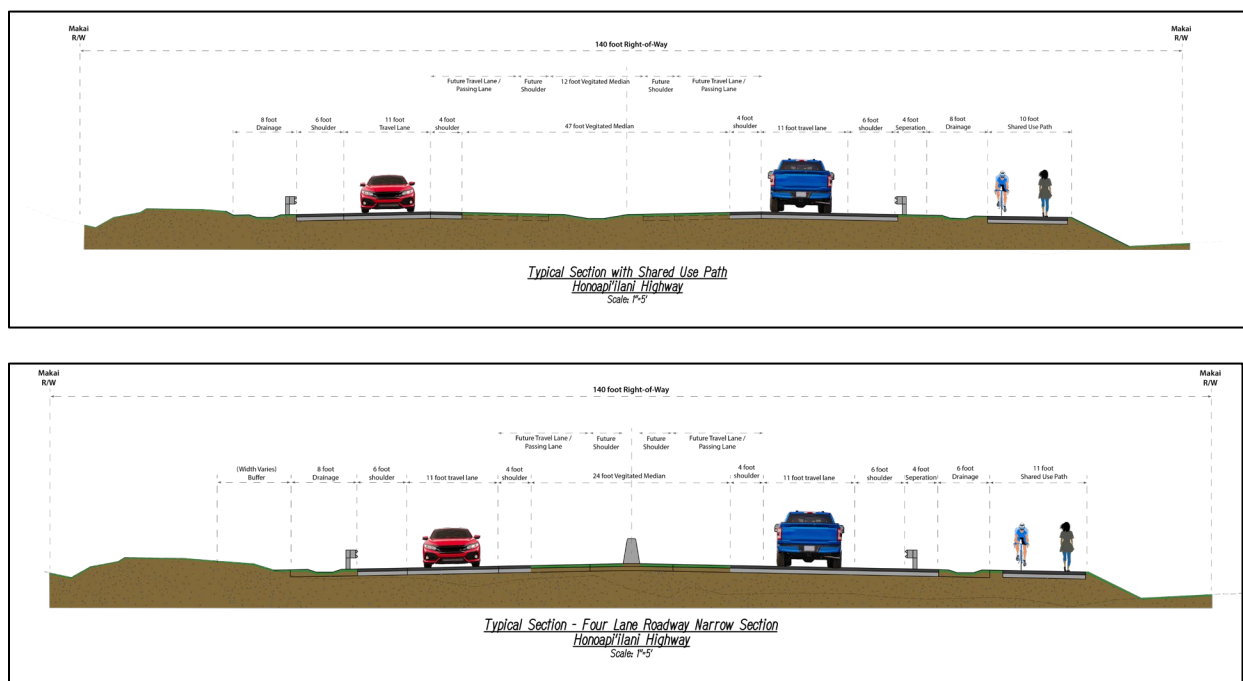 Makai
R/W
Makai
R/W
140 foot Right-of-Way
Future Travel Lane /
Passing Lane
Future
Shoulder
12 foot Vegitated Median
Future
Shoulder
Future Travel Lane /
Passing Lane
8 foot
Drainage
6 foot
Shoulder
11 foot
Travel Lane
4 foot
shoulder
47 foot Vegitated Median
4 foot
shoulder
11 foot travel lane
6 foot
shoulder
4 foot
Seperation
8 foot
Drainage
10 foot
Shared Use Path
Typical Section with Shared Use Path
Honoapi'ilani Highway
Scale: 1"=5'
Makai
R/W
Makai
R/W
140 foot Right-of-Way
Future Travel Lane /
Passing Lane
Future
Shoulder
Future
Shoulder
Future Travel Lane /
Passing Lane
(Width Varies)
Buffer
8 foot
Drainage
6 foot
shoulder
11 foot travel lane
4 foot
shoulder
24 foot Vegitated Median
4 foot
shoulder
11 foot travel lane
6 foot
shoulder
4 foot
Seperation
6 foot
Drainage
11 foot
Shared Use Path
Typical Section - Four Lane Roadway Narrow Section
Honoapi'ilani Highway
Scale: 1"=5'